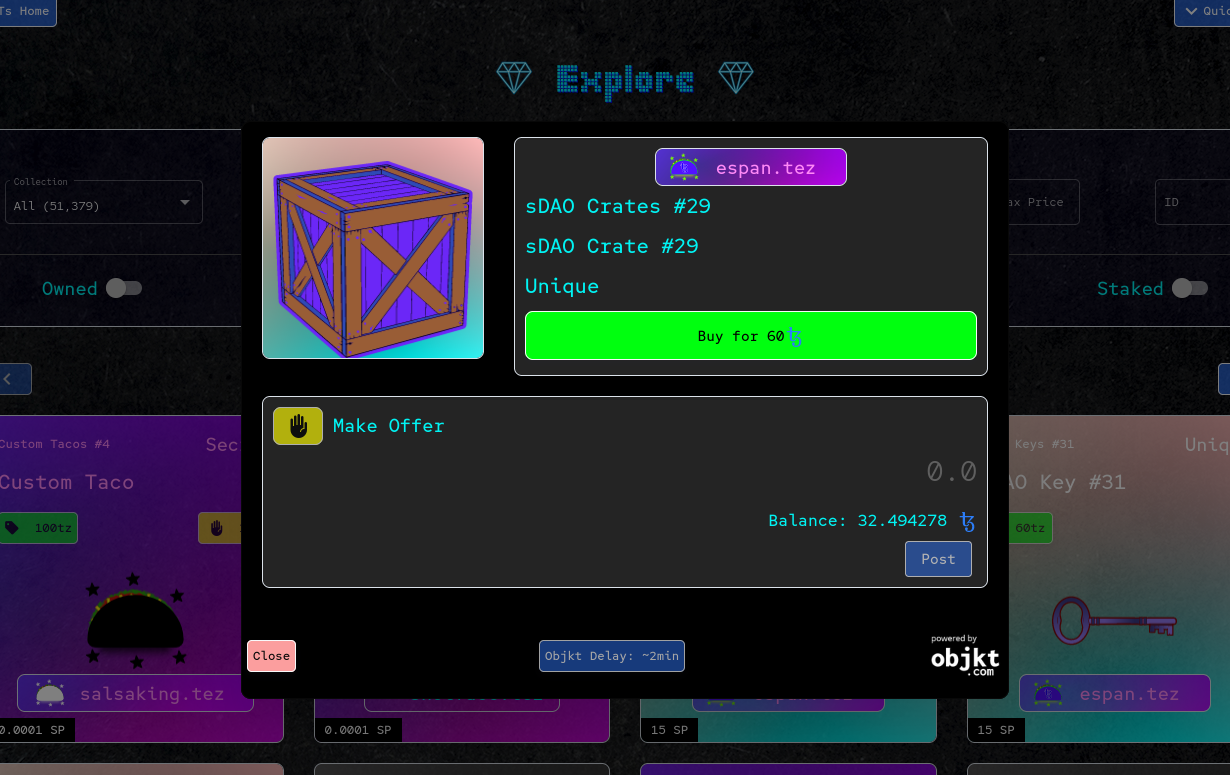 Ts Home
Explore
Collection
All (51,379)
ax Price
ID
Owned
Staked
espan.tez
sDAO Crates #29
sDAO Crate #29
Unique
Buy for 60 ꜩ
Make Offer
0.0
Balance: 32.494278 ꜩ
Post
Close
Objkt Delay: ~2min
powered by
objkt
.com
Custom Tacos #4
Sec
Custom Taco
100tz
salsaking.tez
0.0001 SP
0.0001 SP
15 SP
Keys #31
Uniq
AO Key #31
60tz
espan.tez
15 SP